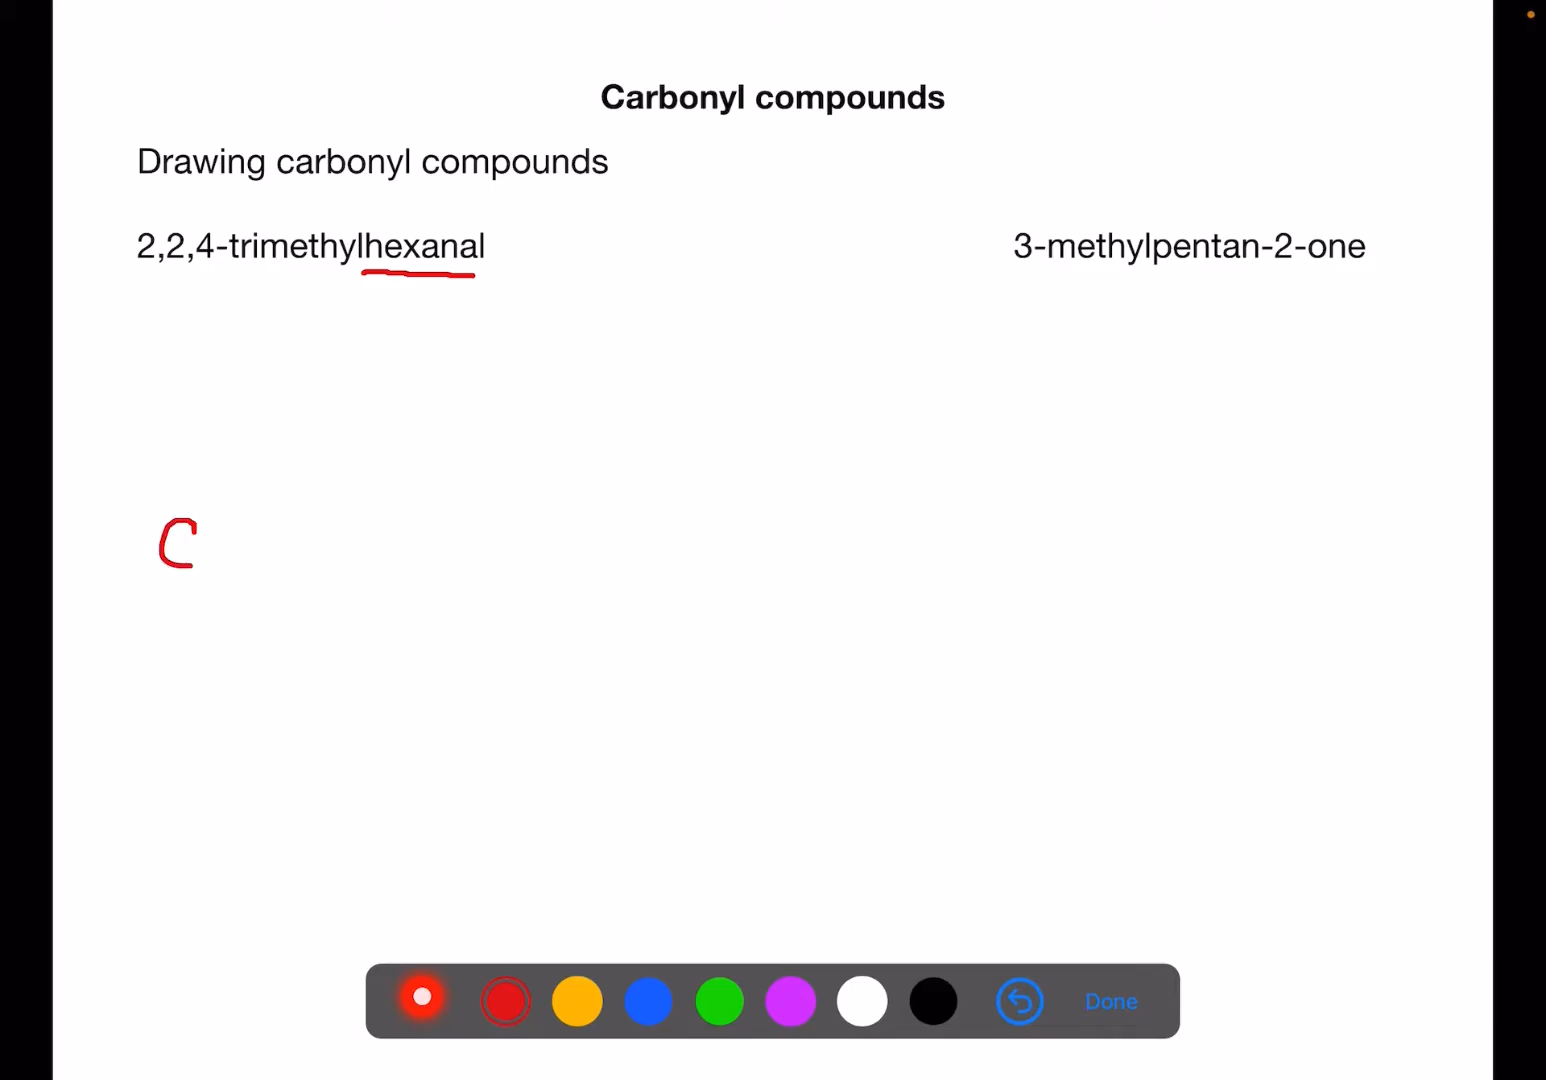 Carbonyl compounds
Drawing carbonyl compounds
2,2,4-trimethylhexanal
3-methylpentan-2-one
C
Done